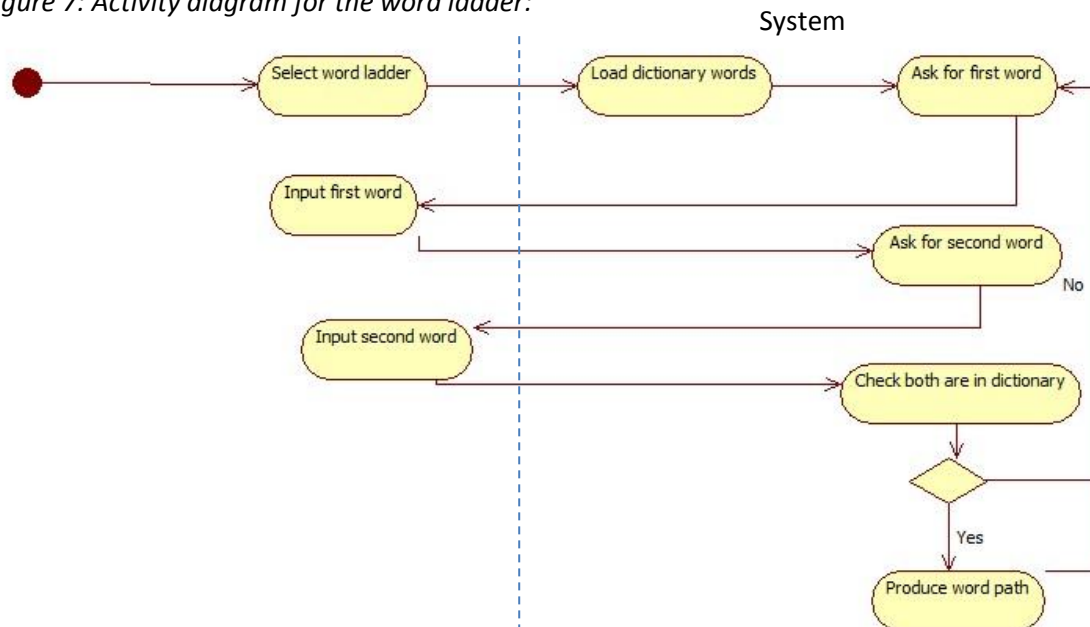 gure 7: Activity diagram for the word ladder:
System
Select word ladder
Load dictionary words
Ask for first word
Input first word
Ask for second word
No
Input second word
Check both are in dictionary
Yes
Produce word path